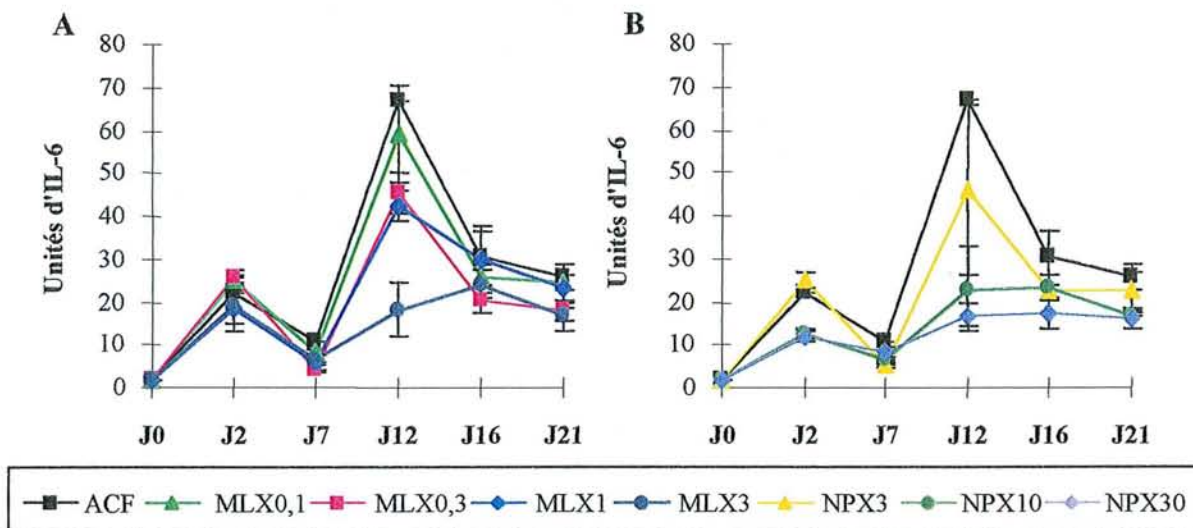 A
B
Unités d'IL-6
80
70
60
50
40
30
20
10
0
J0 J2 J7 J12 J16 J21
Unités d'IL-6
80
70
60
50
40
30
20
10
0
J0 J2 J7 J12 J16 J21
ACF MLX0,1 MLX0,3 MLX1 MLX3 NPX3 NPX10 NPX30